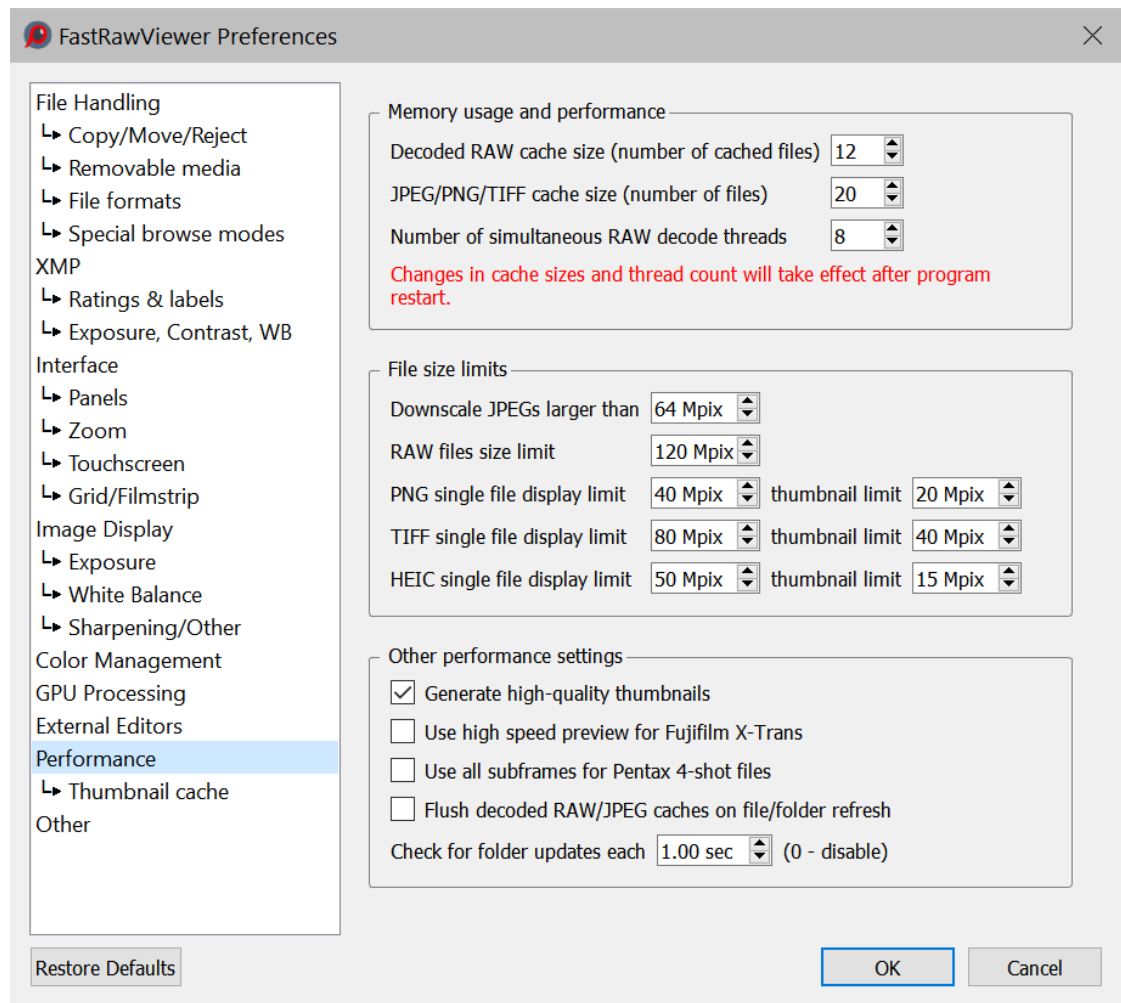 FastRawViewer Preferences
File Handling
Copy/Move/Reject
Removable media
File formats
Special browse modes
XMP
Ratings & labels
Exposure, Contrast, WB
Interface
Panels
Zoom
Touchscreen
Grid/Filmstrip
Image Display
Exposure
White Balance
Sharpening/Other
Color Management
GPU Processing
External Editors
Performance
Thumbnail cache
Other
Memory usage and performance
Decoded RAW cache size (number of cached files) 12
JPEG/PNG/TIFF cache size (number of files) 20
Number of simultaneous RAW decode threads 8
Changes in cache sizes and thread count will take effect after program
restart.
File size limits
Downscale JPEGs larger than 64 Mpix
RAW files size limit 120 Mpix
PNG single file display limit 40 Mpix thumbnail limit 20 Mpix
TIFF single file display limit 80 Mpix thumbnail limit 40 Mpix
HEIC single file display limit 50 Mpix thumbnail limit 15 Mpix
Other performance settings
Generate high-quality thumbnails
Use high speed preview for Fujifilm X-Trans
Use all subframes for Pentax 4-shot files
Flush decoded RAW/JPEG caches on file/folder refresh
Check for folder updates each 1.00 sec (0 - disable)
Restore Defaults
OK
Cancel